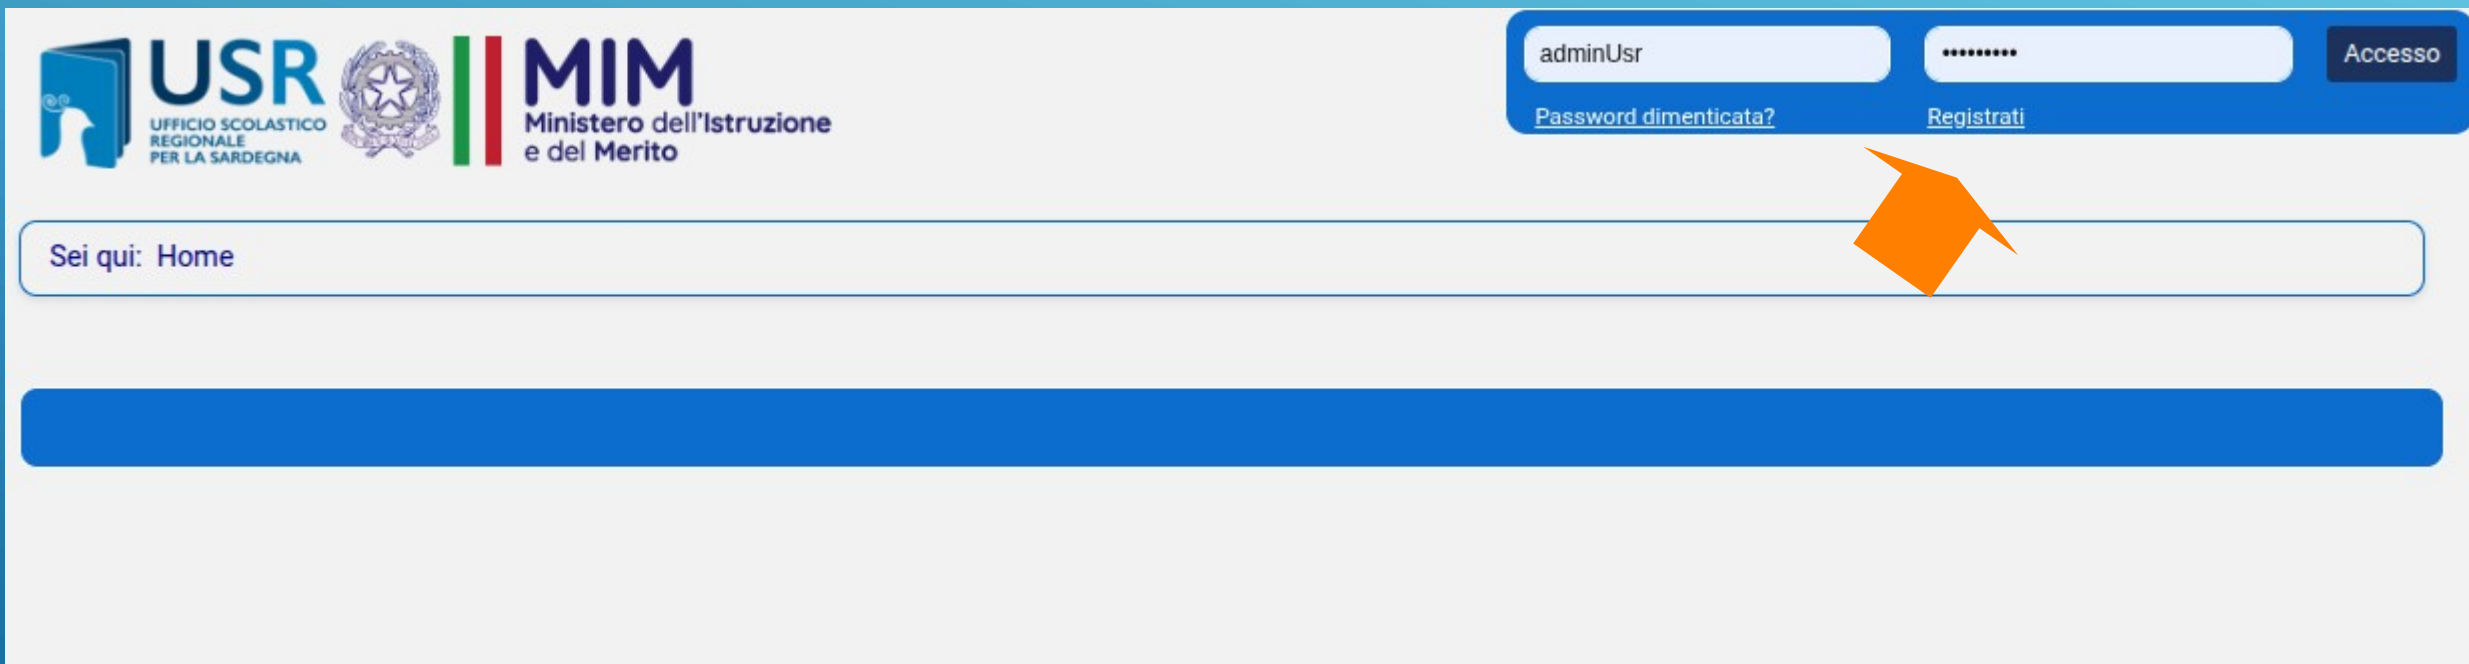 USR
UFFICIO SCOLASTICO
REGIONALE
PER LA SARDEGNA
MIM
Ministero dell'Istruzione
e del Merito
adminUsr
•••••••••
Accesso
Password dimenticata?
Registrati
Sei qui: Home